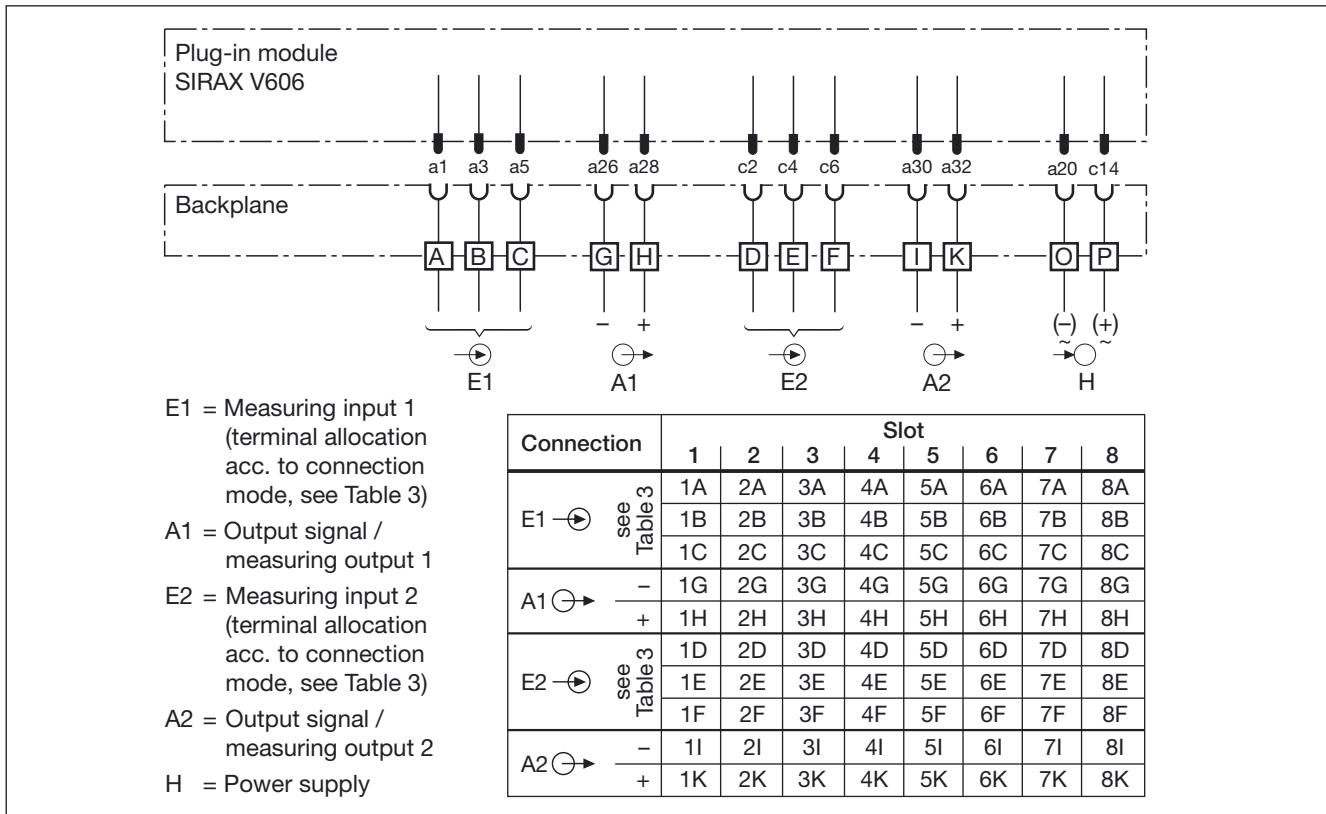 Plug-in module
SIRAX V606
a1 a3 a5 a26 a28 c2 c4 c6 a30 a32 a20 c14
Backplane
A B C G H D E F I K O P
– + – + (–) (+)
~ ~
E1 A1 E2 A2 H
E1 = Measuring input 1
(terminal allocation
acc. to connection
mode, see Table 3)
A1 = Output signal /
measuring output 1
E2 = Measuring input 2
(terminal allocation
acc. to connection
mode, see Table 3)
A2 = Output signal /
measuring output 2
H = Power supply
Connection Slot
1 2 3 4 5 6 7 8
E1 see Table 3
1A 2A 3A 4A 5A 6A 7A 8A
1B 2B 3B 4B 5B 6B 7B 8B
1C 2C 3C 4C 5C 6C 7C 8C
A1
– 1G 2G 3G 4G 5G 6G 7G 8G
+ 1H 2H 3H 4H 5H 6H 7H 8H
E2 see Table 3
1D 2D 3D 4D 5D 6D 7D 8D
1E 2E 3E 4E 5E 6E 7E 8E
1F 2F 3F 4F 5F 6F 7F 8F
A2
– 1I 2I 3I 4I 5I 6I 7I 8I
+ 1K 2K 3K 4K 5K 6K 7K 8K